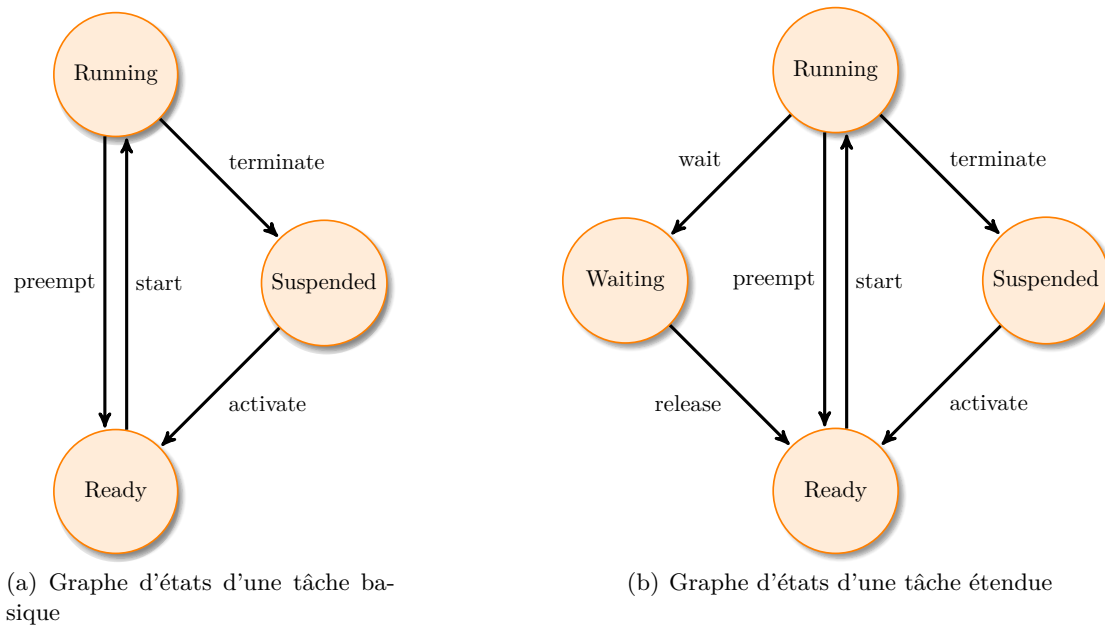 Running
terminate
preempt
start
Suspended
activate
Ready
(a) Graphe d'états d'une tâche ba-
sique
Running
wait
terminate
Waiting
preempt
start
Suspended
release
activate
Ready
(b) Graphe d'états d'une tâche étendue